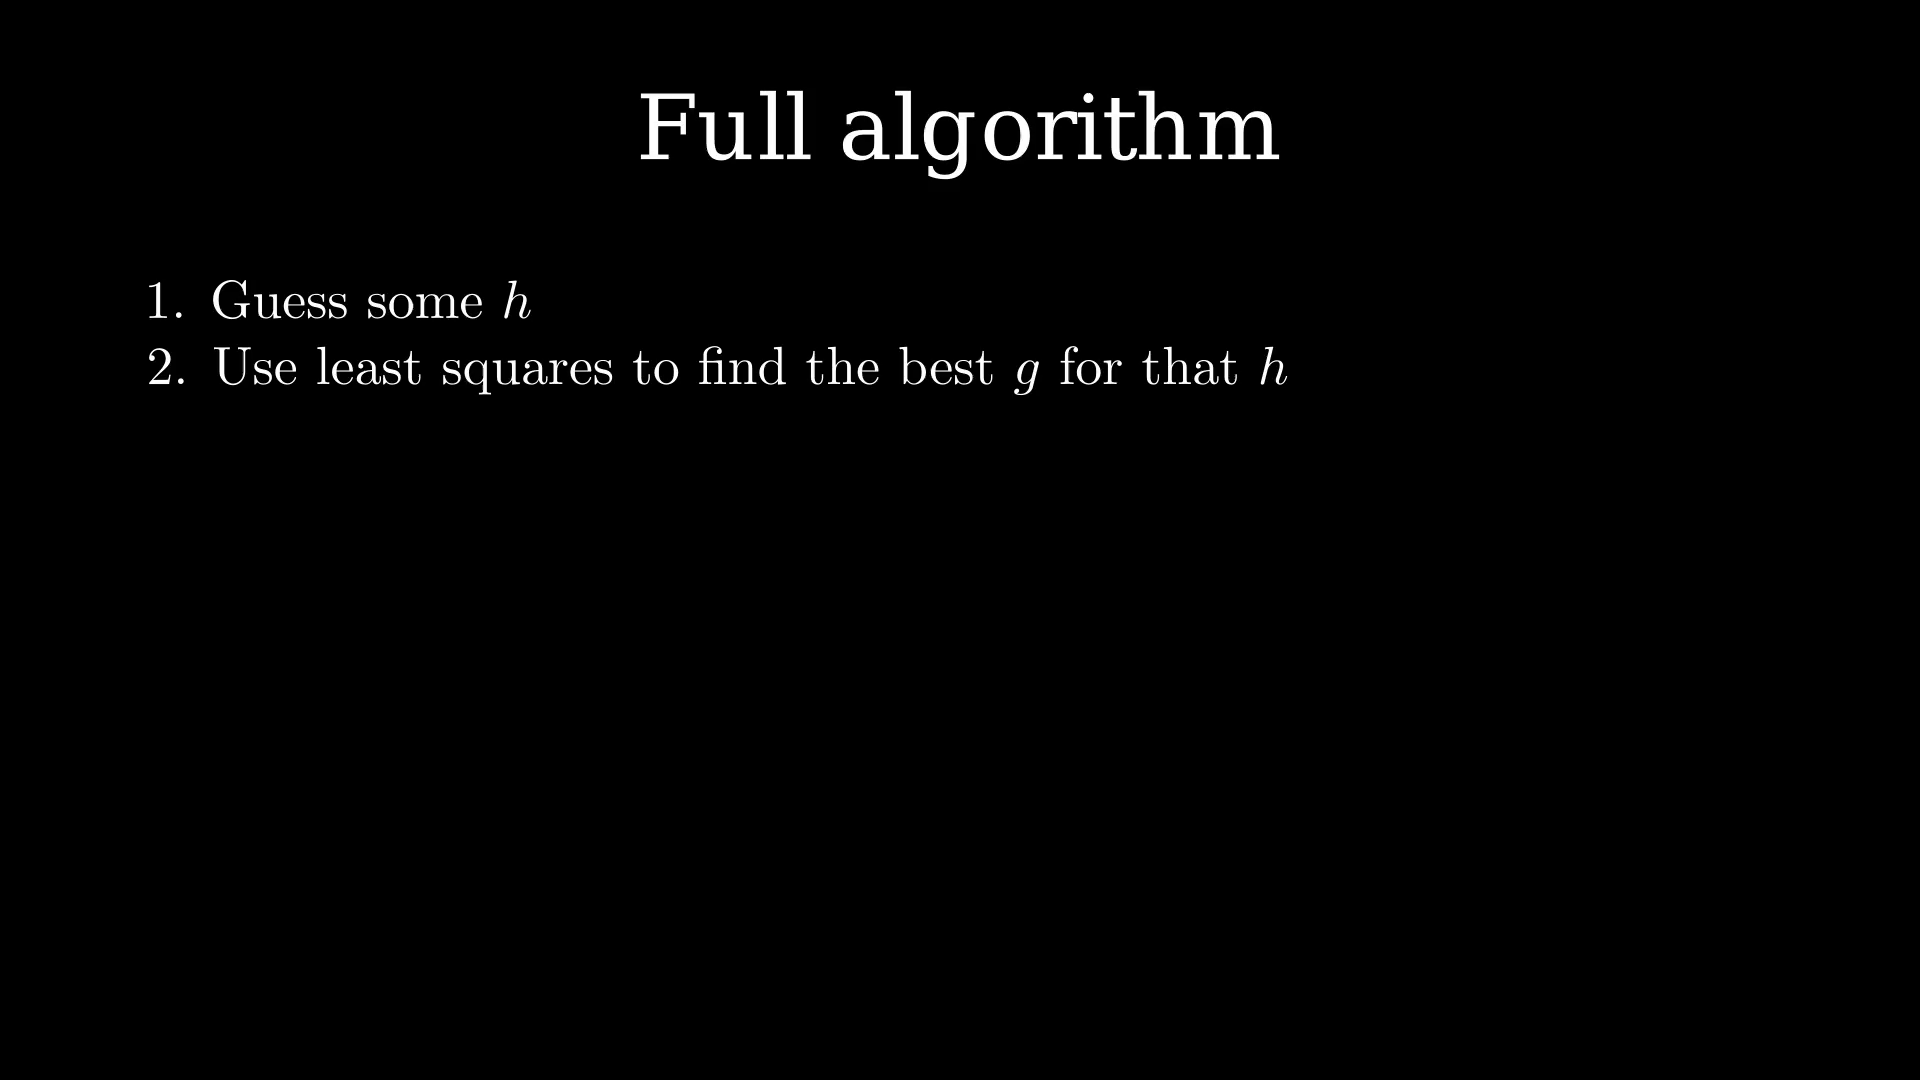 Full algorithm
1. Guess some h
2. Use least squares to find the best g for that h